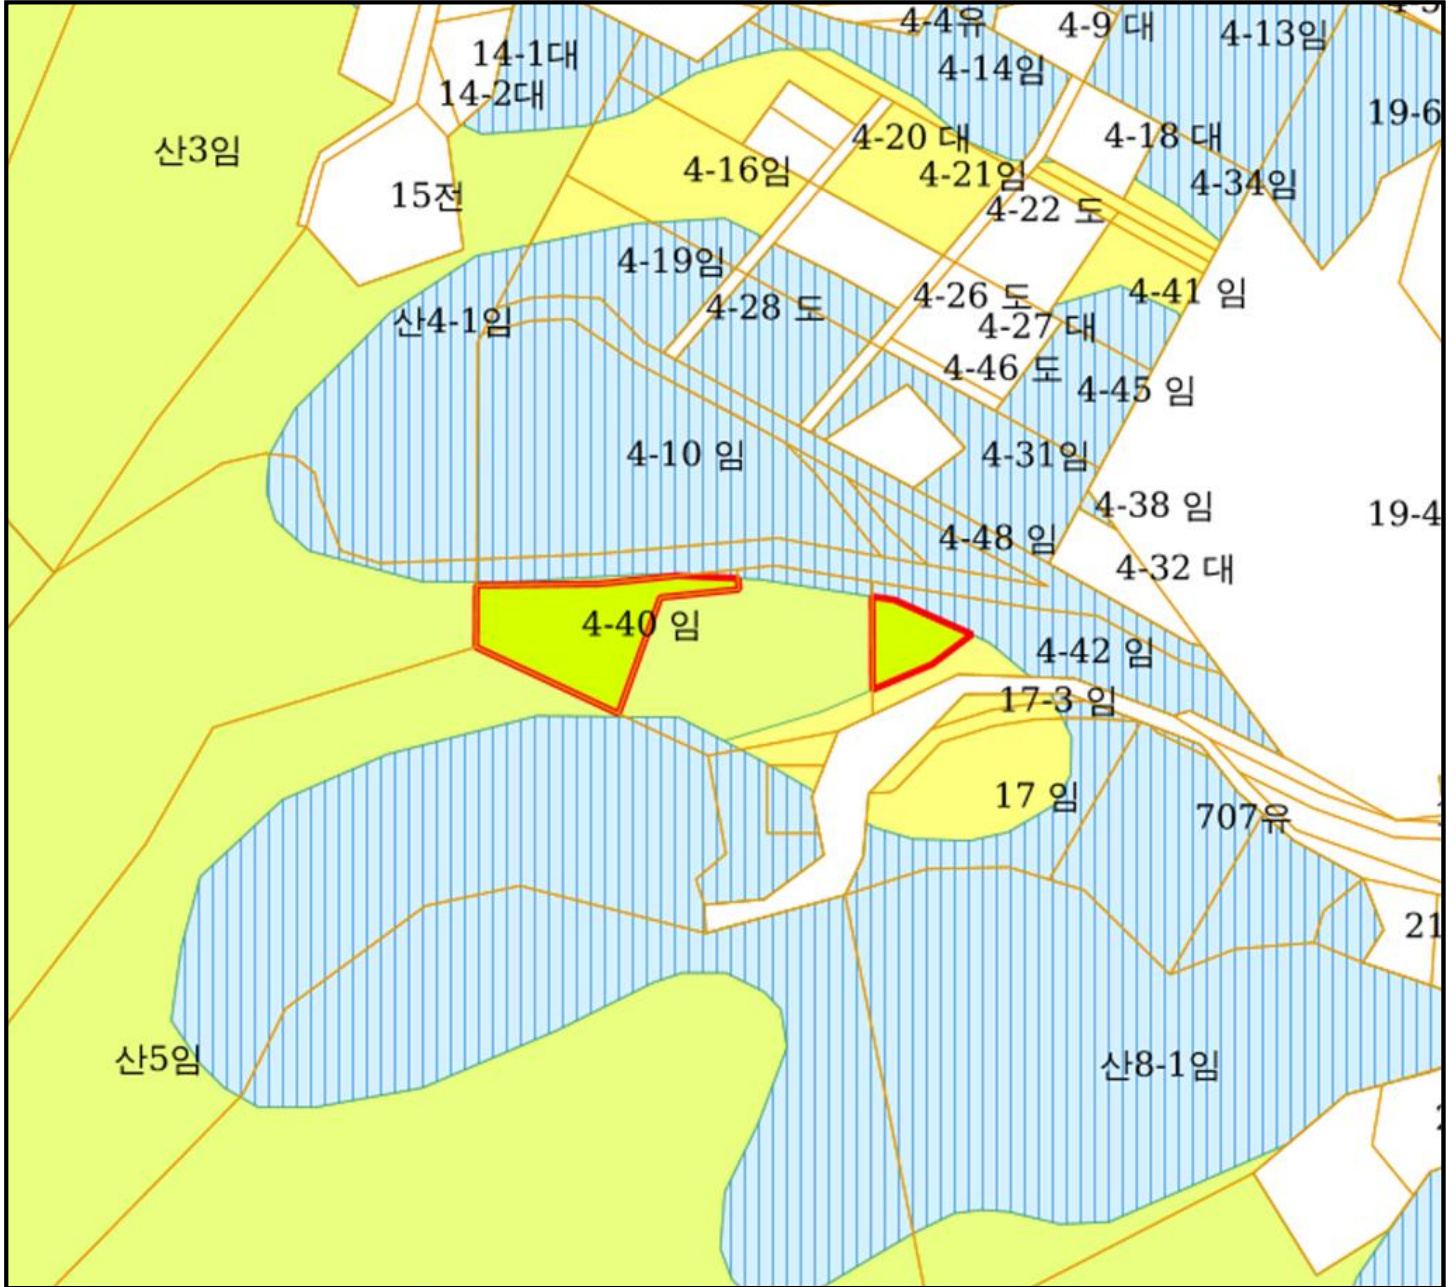 4-4유
4-9 대
4-13임
14-1대
4-14임
14-2대
19-6
4-20 대
4-18 대
산3임
4-16임
4-21임
4-34임
15전
4-22 도
4-19임
4-26 도
4-41 임
4-28 도
산4-1임
4-27 대
4-46 도
4-45 임
4-10 임
4-31임
4-38 임
19-4
4-48 임
4-32 대
4-40 임
4-42 임
17-3 임
17 임
707유
21
산5임
산8-1임